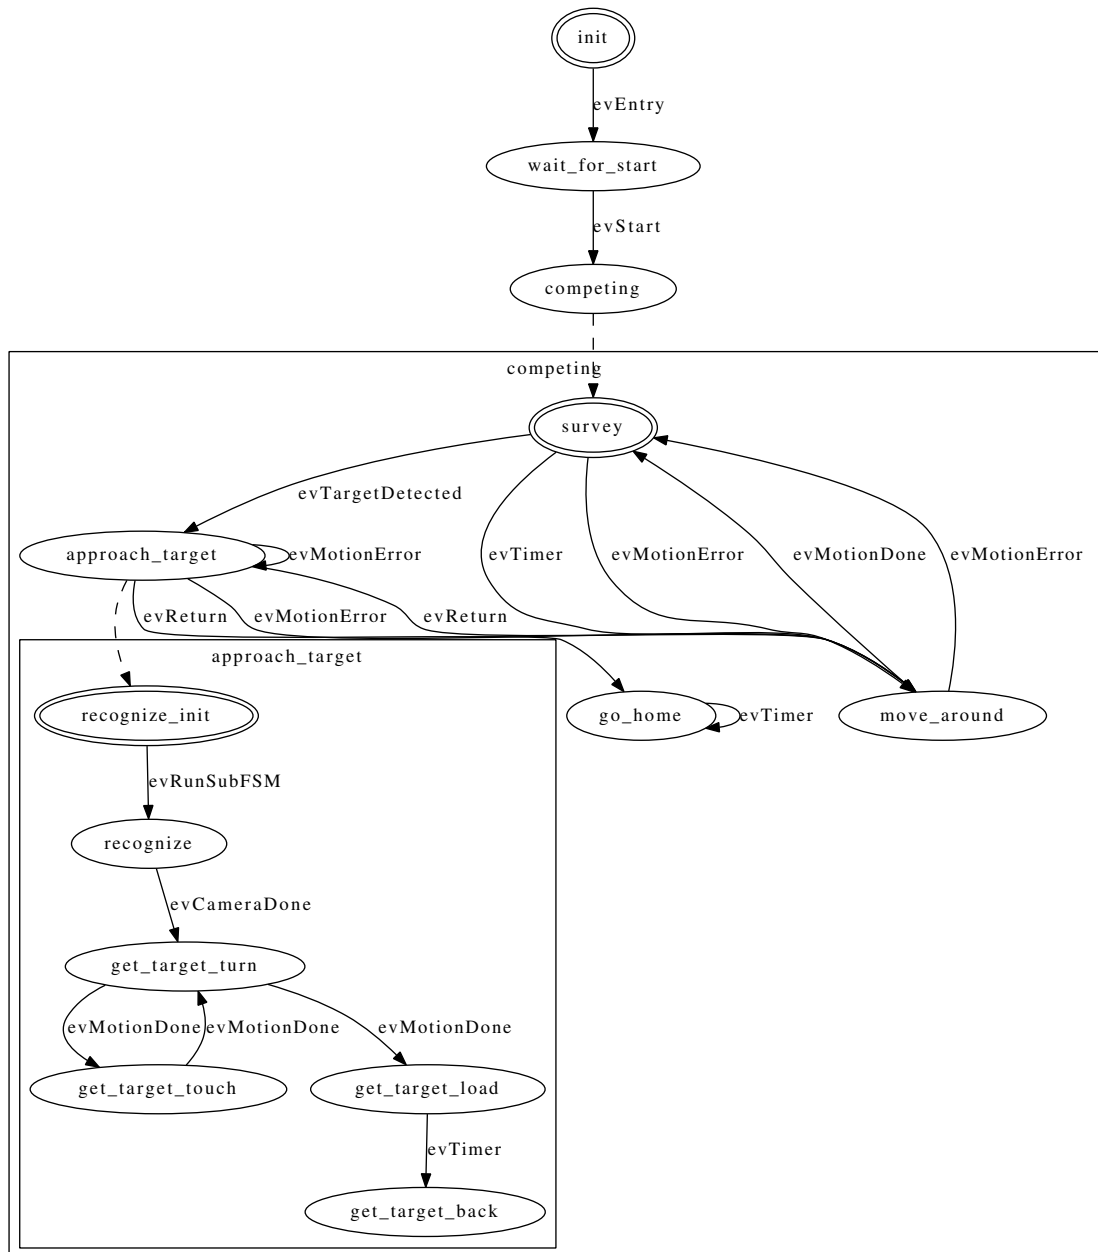 init
evEntry
wait_for_start
evStart
competing
competing
survey
evTargetDetected
approach_target
evMotionError
evTimer
evMotionError
evMotionDone
evMotionError
evReturn
evMotionError
evReturn
approach_target
recognize_init
go_home
evTimer
move_around
evRunSubFSM
recognize
evCameraDone
get_target_turn
evMotionDone
evMotionDone
evMotionDone
get_target_touch
get_target_load
evTimer
get_target_back